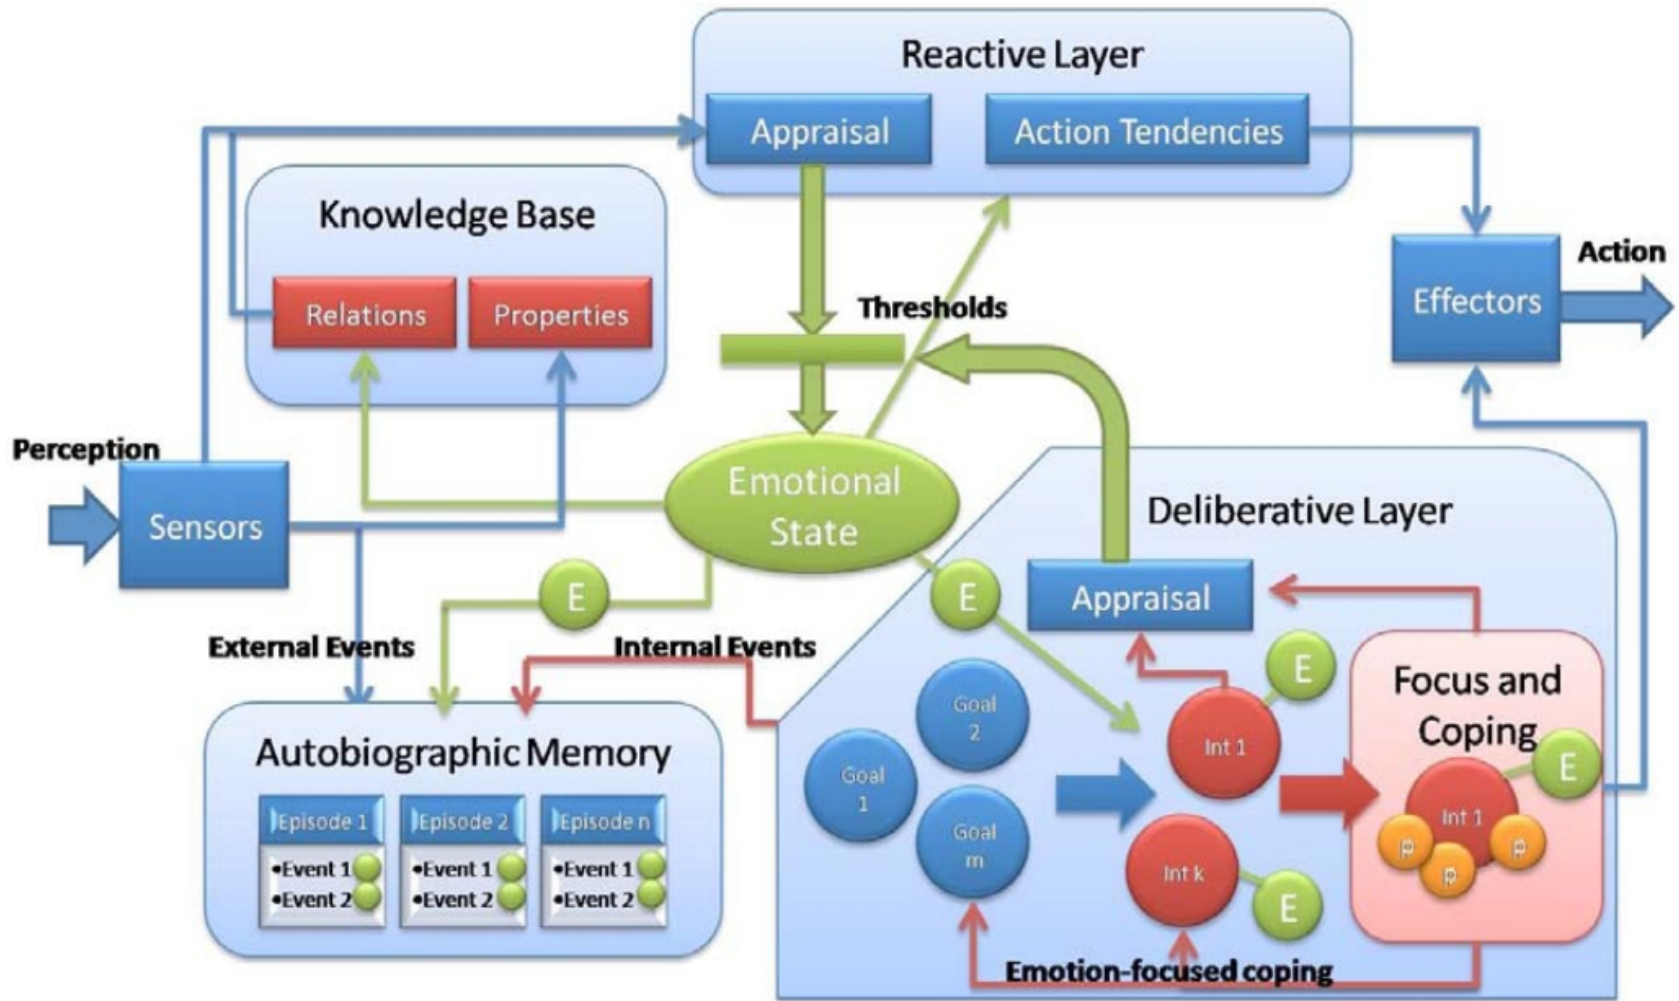 Reactive Layer
Appraisal
Action Tendencies
Knowledge Base
Relations
Properties
Thresholds
Effectors
Action
Perception
Sensors
Emotional
State
E
External Events
Internal Events
Autobiographic Memory
Episode 1
•Event 1
•Event 2
Episode 2
•Event 1
•Event 2
Episode n
•Event 1
•Event 2
Deliberative Layer
E
Appraisal
Goal
1
Goal
2
Goal
m
Int 1
E
Int k
E
Focus and
Coping
E
Int 1
p
p
p
Emotion-focused coping